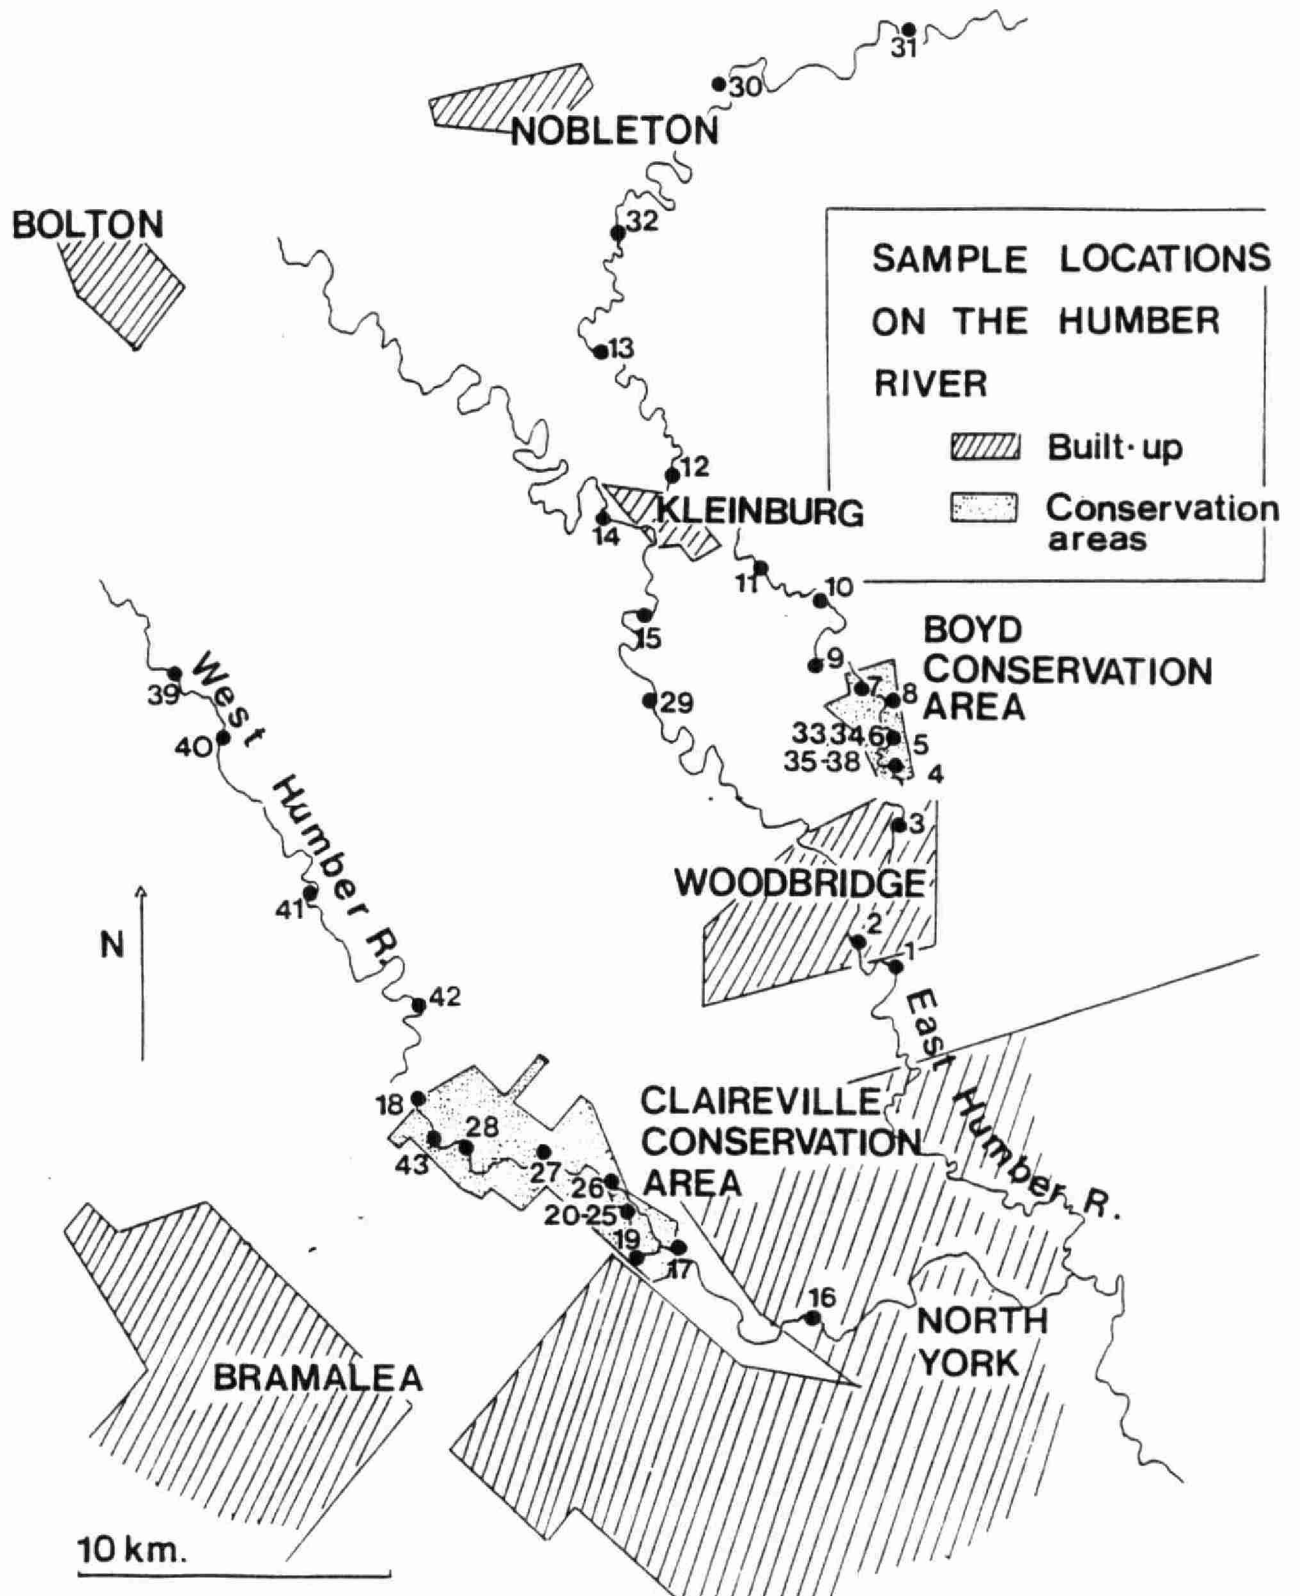 31
30
NOBLETON
BOLTON
32
SAMPLE LOCATIONS
ON THE HUMBER
RIVER
13
Built-up
12
KLEINBURG
Conservation
areas
14
11
10
BOYD
CONSERVATION
AREA
15
9
7
8
29
33,34
6
5
35-38
4
3
West Humber R.
39
40
41
42
WOODBRIDGE
2
1
N
East Humber R.
18
28
43
27
26
20-25
19
17
CLAIREVILLE
CONSERVATION
AREA
16
NORTH
YORK
BRAMALEA
10 km.